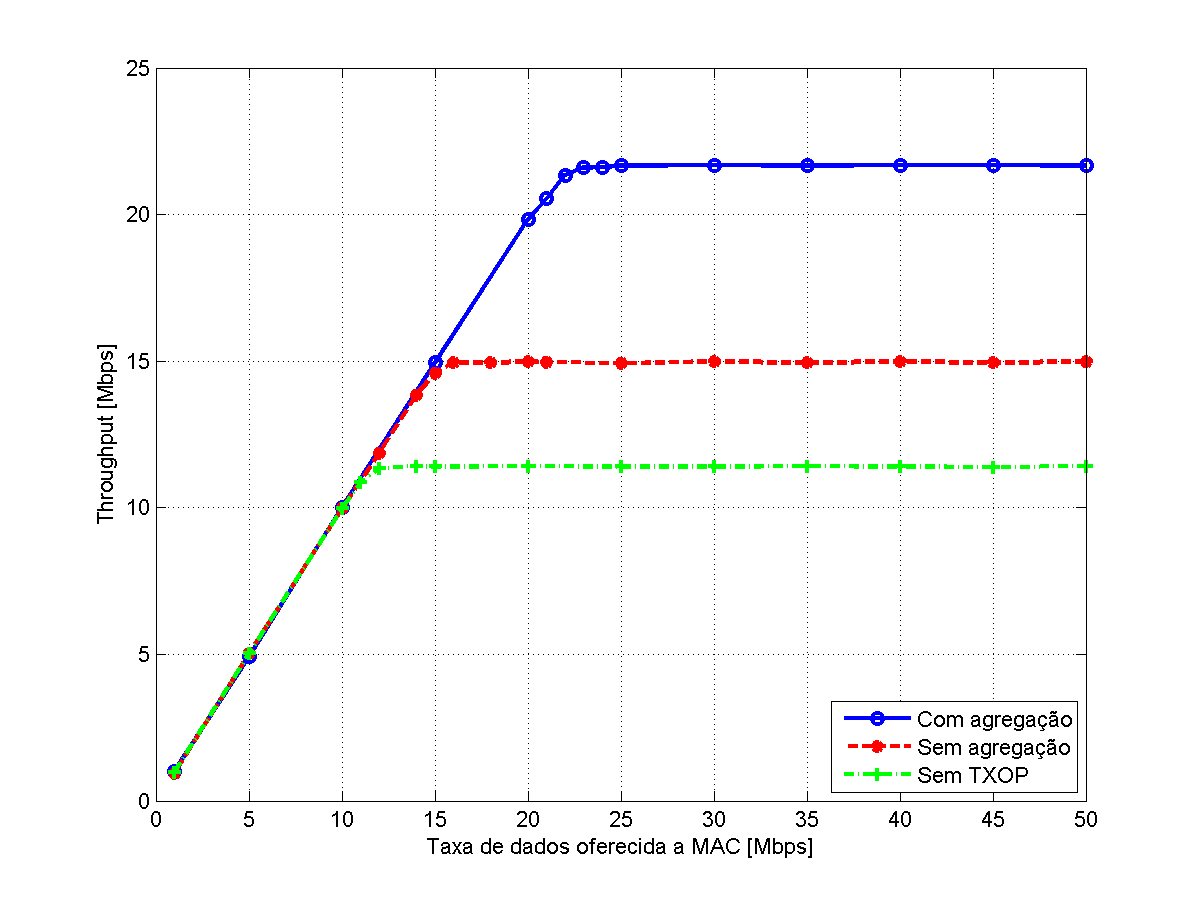 25
20
15
10
5
0
Throughput [Mbps]
0 5 10 15 20 25 30 35 40 45 50
Taxa de dados oferecida a MAC [Mbps]
Com agregação
Sem agregação
Sem TXOP